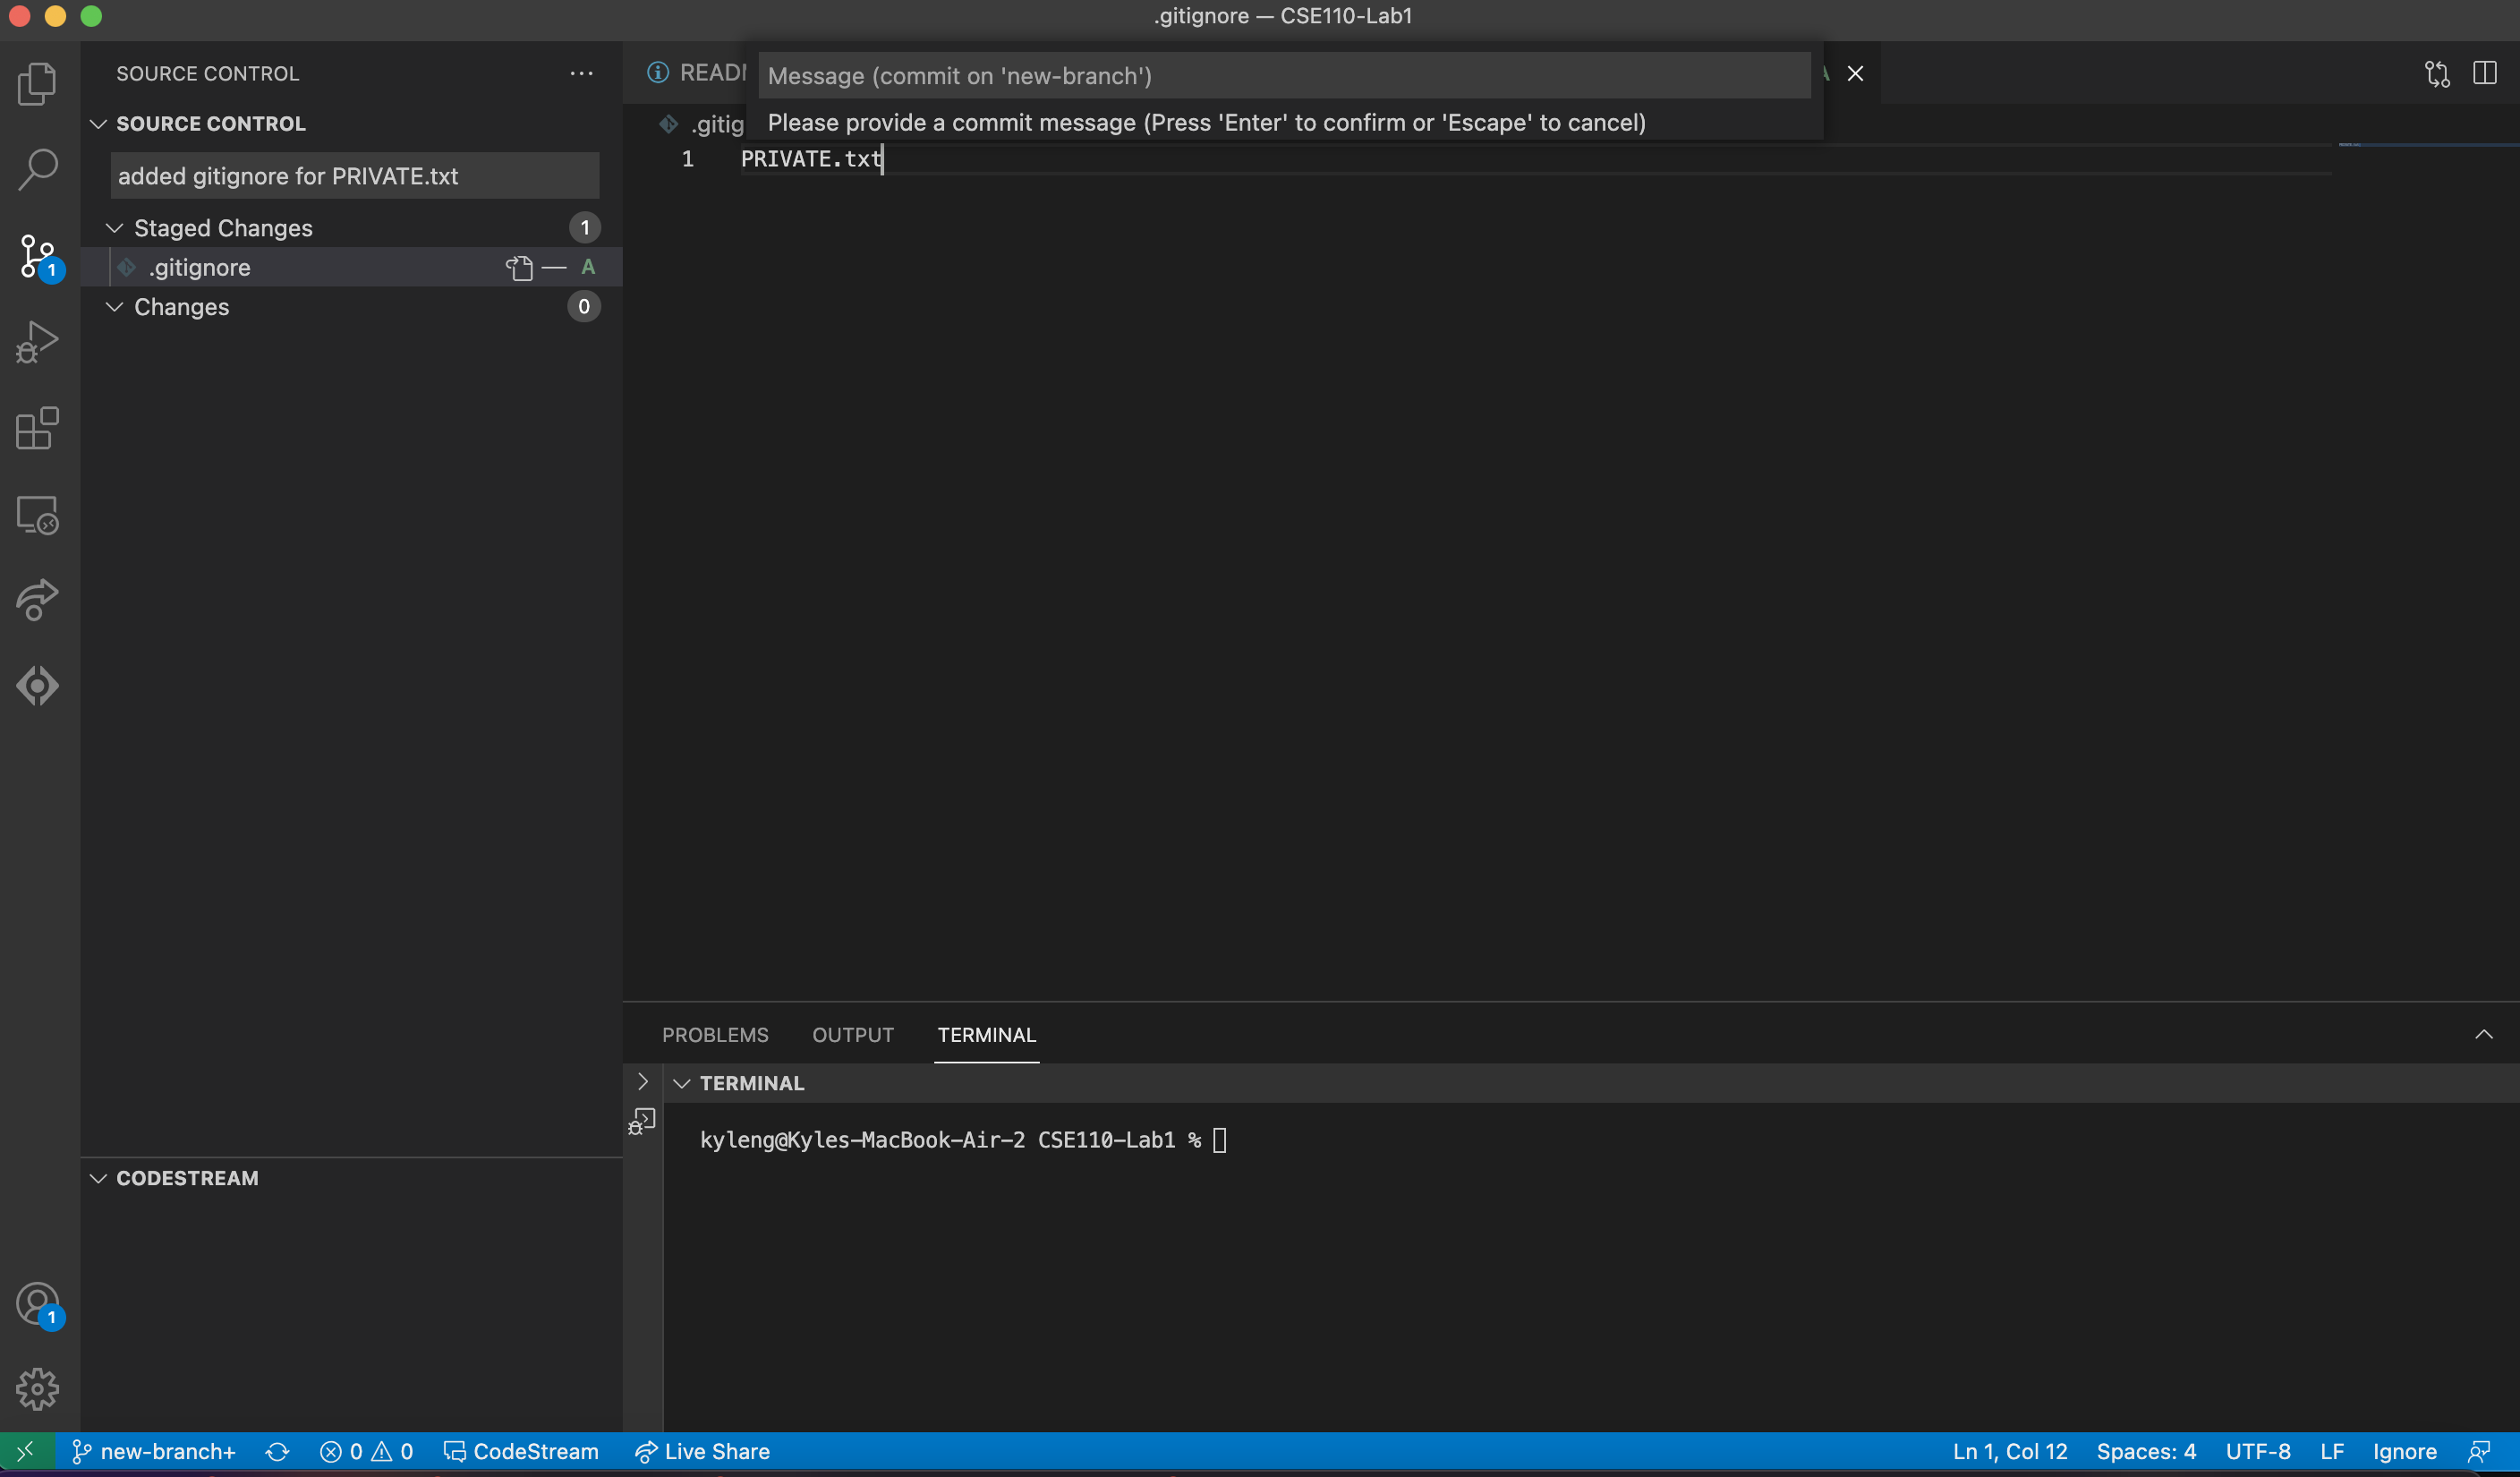 .gitignore — CSE110-Lab1
SOURCE CONTROL
SOURCE CONTROL
added gitignore for PRIVATE.txt
Staged Changes 1
.gitignore A
Changes 0
1
CODESTREAM
1
READM
Message (commit on 'new-branch')
A
.gitig
Please provide a commit message (Press 'Enter' to confirm or 'Escape' to cancel)
1 PRIVATE.txt
PROBLEMS OUTPUT TERMINAL
TERMINAL
kyleng@Kyles-MacBook-Air-2 CSE110-Lab1 %
new-branch+ 0 0 CodeStream Live Share Ln 1, Col 12 Spaces: 4 UTF-8 LF Ignore